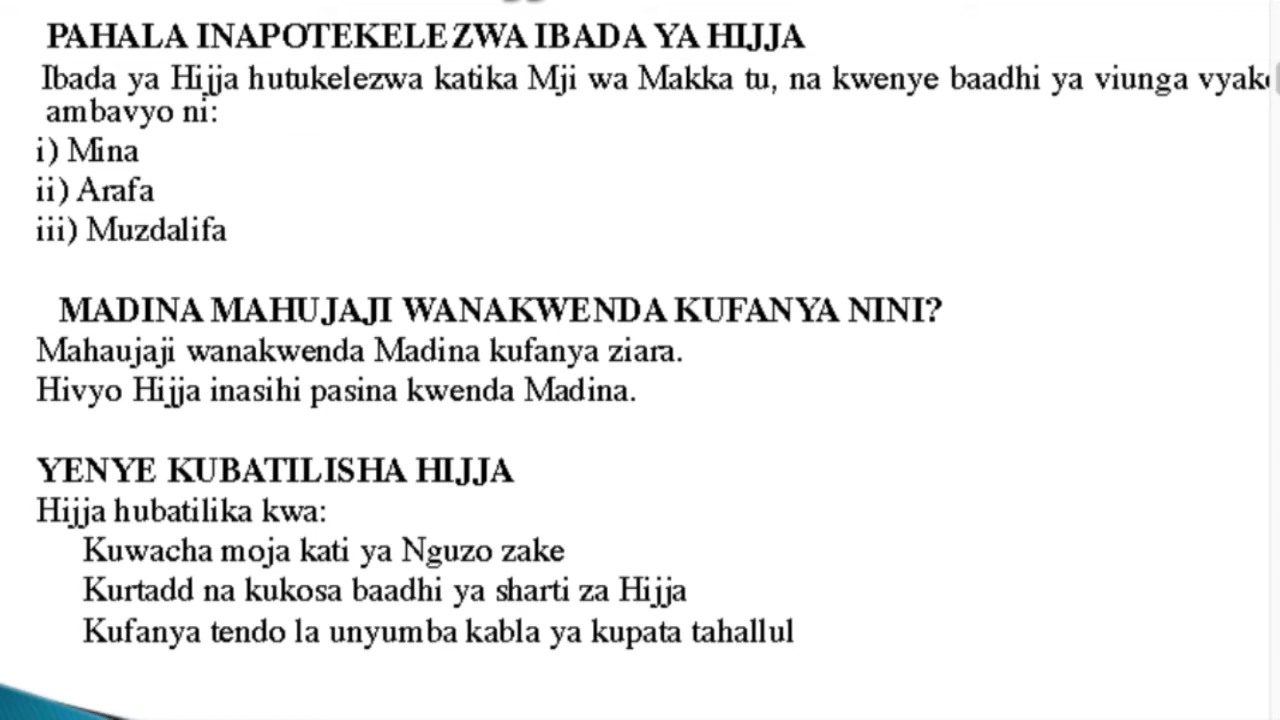 PAHALA INAPOTEKELEZWA IBADA YA HIJJA
Ibada ya Hijja hutukelezwa katika Mji wa Makka tu, na kwenye baadhi ya viunga
ambavyo ni:
i) Mina
ii) Arafa
iii) Muzdalifa
MADINA MAHUJAJI WANAKWENDA KUFANYA NINI?
Mahaujaji wanakwenda Madina kufanya ziara.
Hivyo Hijja inasihi pasina kwenda Madina.
YENYE KUBATILISHA HIJJA
Hijja hubatilika kwa:
Kuwacha moja kati ya Nguzo zake
Kurtadd na kukosa baadhi ya sharti za Hijja
Kufanya tendo la unyumba kabla ya kupata tahallul